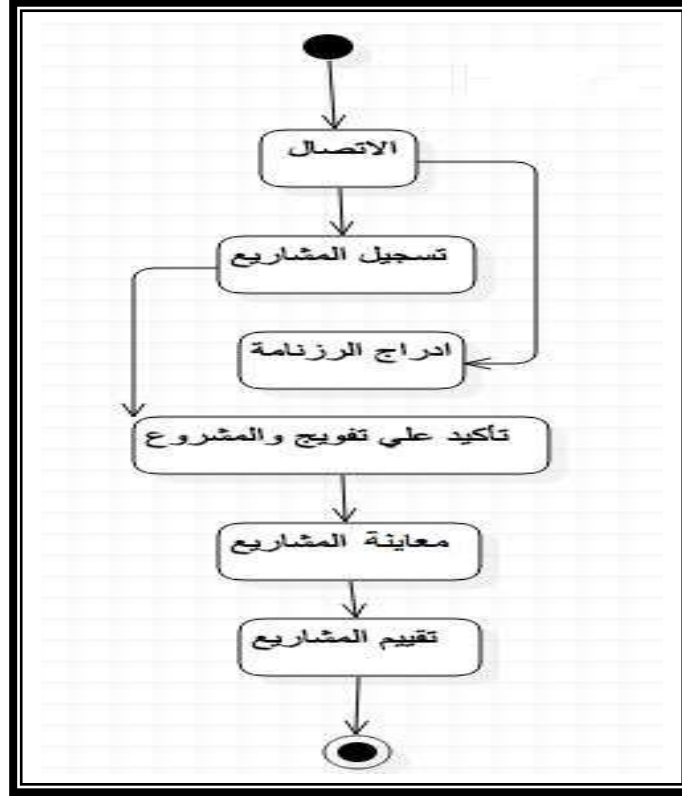 الاتصال
تسجيل المشاريع
ادراج الرزنامة
تأكيد علي تفويج والمشروع
معاينة المشاريع
تقييم المشاريع